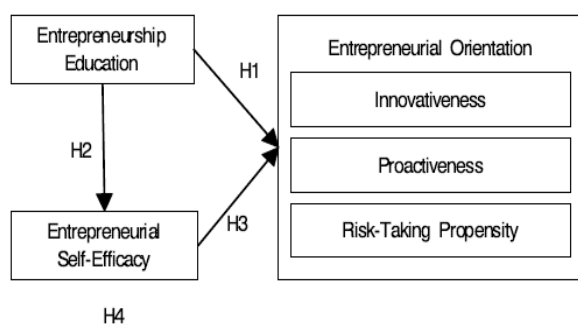 Entrepreneurship
Education
H1
H2
Entrepreneurial
Self-Efficacy
H3
H4
Entrepreneurial Orientation
Innovativeness
Proactiveness
Risk-Taking Propensity